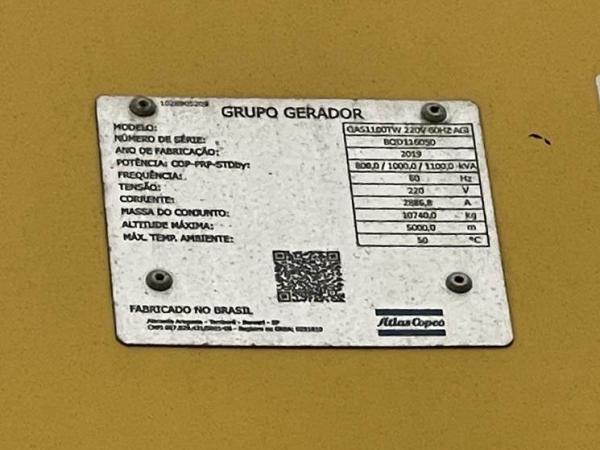 GRUPO GERADOR
MODELO: QAS1100TW 220V 60HZ AGI
NÚMERO DE SÉRIE:
ANO DE FABRICAÇÃO: 2019
POTÊNCIA: COP-PRP-STDby: 800,0 / 1000,0 / 1100,0 kVA
FREQUÊNCIA: 60 Hz
TENSÃO: 220 V
CORRENTE: 2886,8 A
MASSA DO CONJUNTO: 10740,0 kg
ALTITUDE MÁXIMA: 5000,0 m
MÁX. TEMP. AMBIENTE: 50 °C
FABRICADO NO BRASIL
Atlas Copco